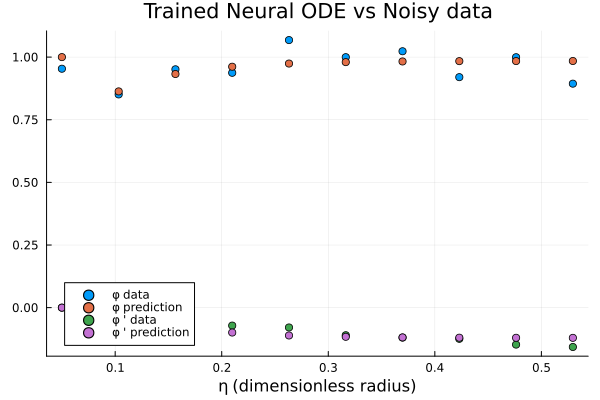 Trained Neural ODE vs Noisy data
1.00
0.75
0.50
0.25
0.00
φ data
φ prediction
φ ' data
φ ' prediction
0.1 0.2 0.3 0.4 0.5
η (dimensionless radius)